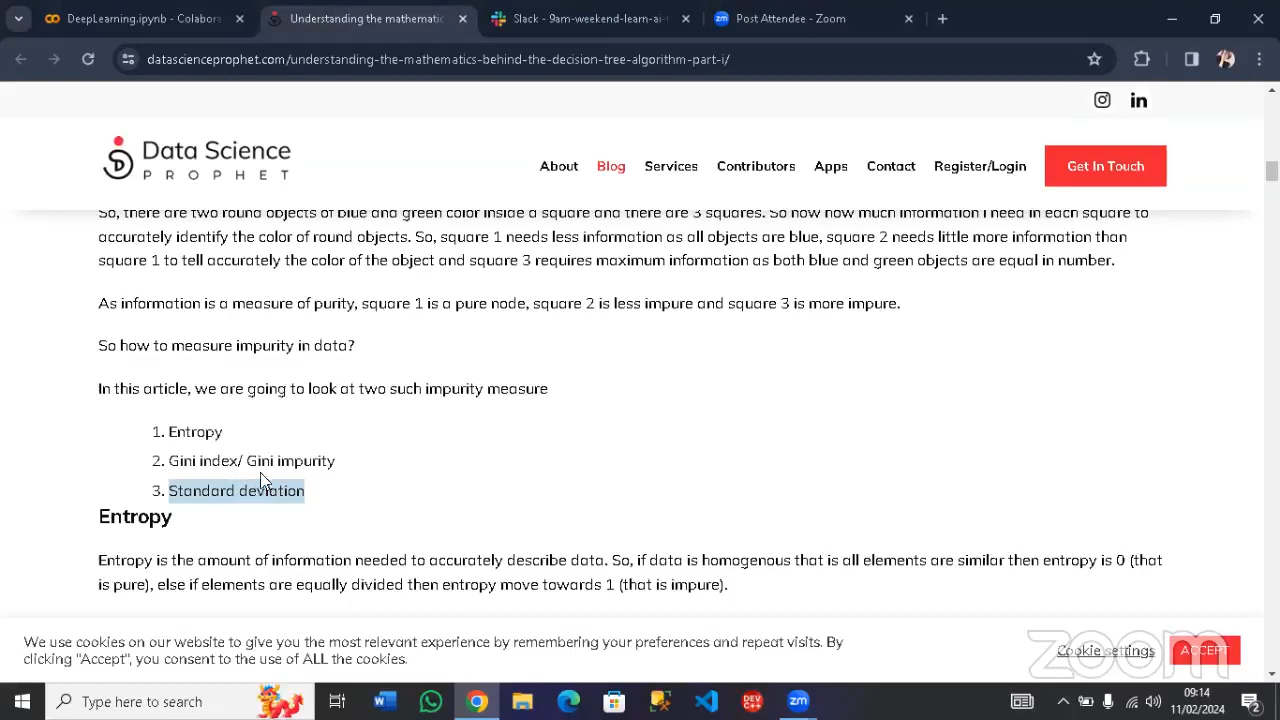 DeepLearning.ipynb - Colabora
Understanding the mathematic
Slack - 9am-weekend-learn-ai-
Post Attendee - Zoom
datascienceprophet.com/understanding-the-mathematics-behind-the-decision-tree-algorithm-part-i/
Data Science
PROPHET
About
Blog
Services
Contributors
Apps
Contact
Register/Login
Get In Touch
So, there are two round objects of blue and green color inside a square and there are 3 squares. So now how much information I need in each square to
accurately identify the color of round objects. So, square 1 needs less information as all objects are blue, square 2 needs little more information than
square 1 to tell accurately the color of the object and square 3 requires maximum information as both blue and green objects are equal in number.
As information is a measure of purity, square 1 is a pure node, square 2 is less impure and square 3 is more impure.
So how to measure impurity in data?
In this article, we are going to look at two such impurity measure
1. Entropy
2. Gini index/ Gini impurity
3. Standard deviation
Entropy
Entropy is the amount of information needed to accurately describe data. So, if data is homogenous that is all elements are similar then entropy is 0 (that
is pure), else if elements are equally divided then entropy move towards 1 (that is impure).
We use cookies on our website to give you the most relevant experience by remembering your preferences and repeat visits. By
clicking "Accept", you consent to the use of ALL the cookies.
Cookie settings
ACCEPT
zoom
Type here to search
09:14
11/02/2024